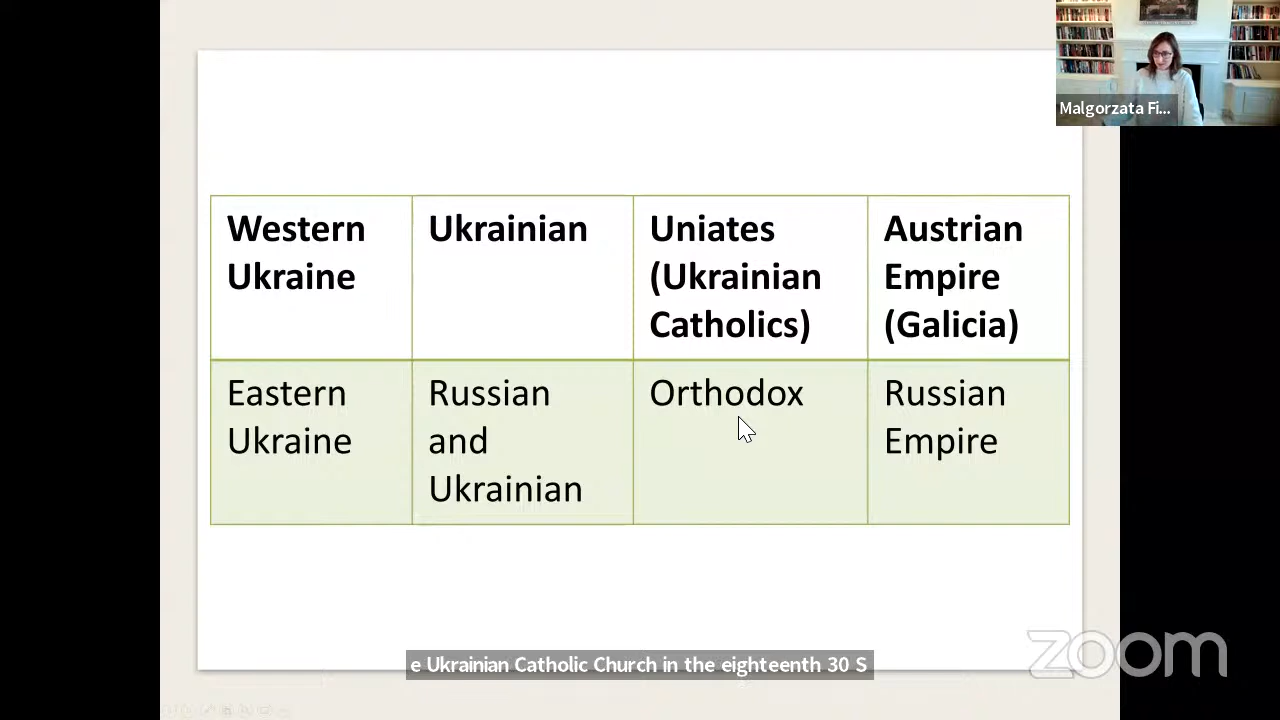 Malgorzata Fi...
Western
Ukraine
Ukrainian
Uniates
(Ukrainian
Catholics)
Austrian
Empire
(Galicia)
Eastern
Ukraine
Russian
and
Ukrainian
Orthodox
Russian
Empire
e Ukrainian Catholic Church in the eighteenth 30 S
zoom